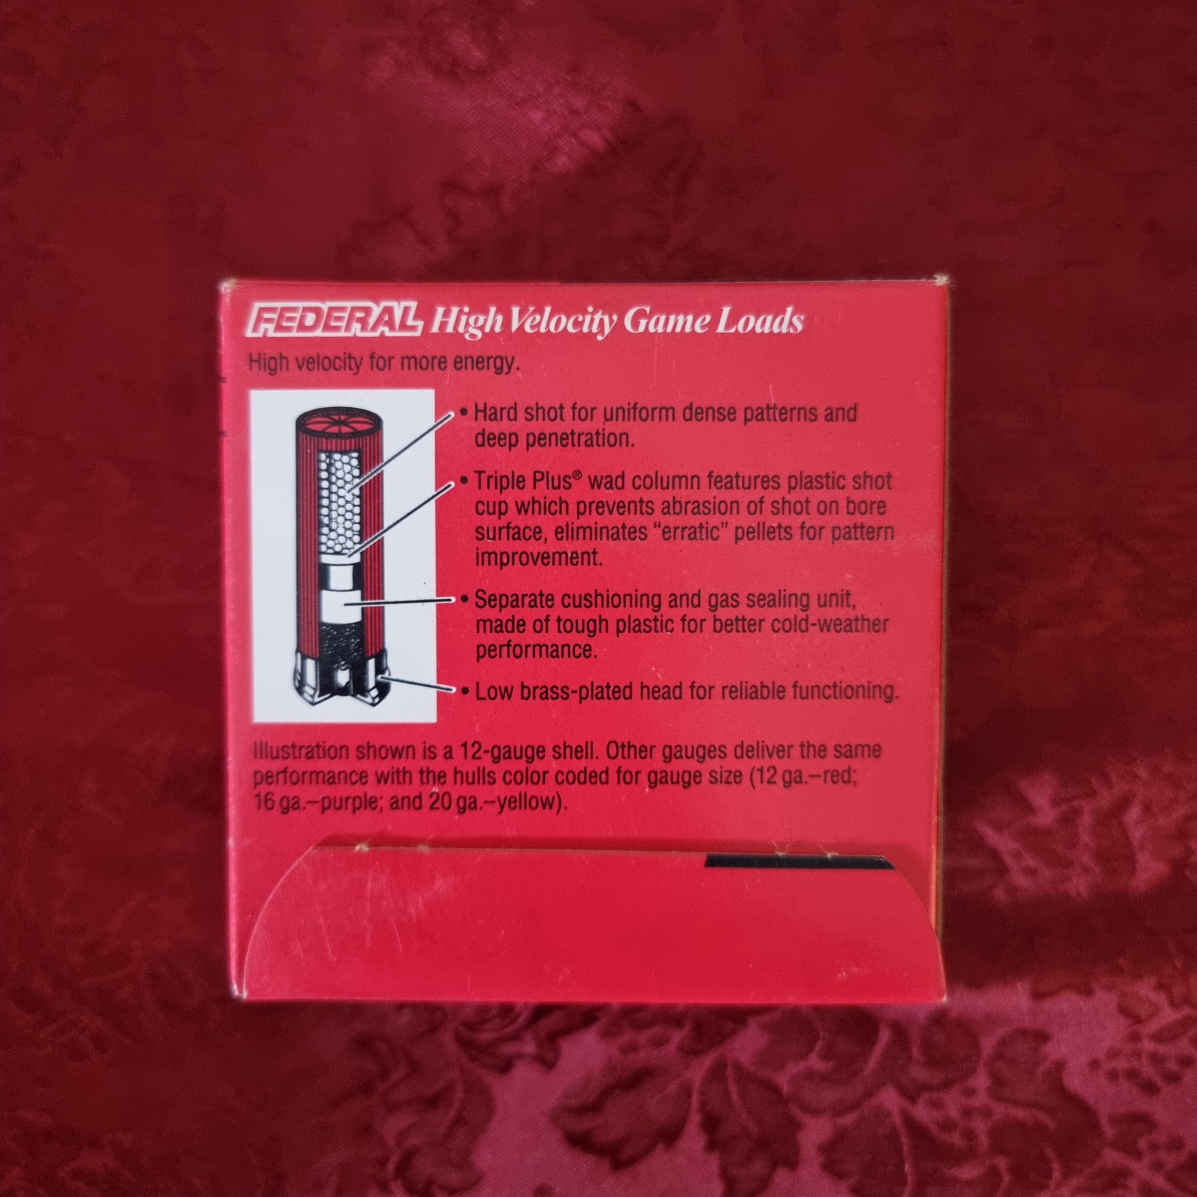 FEDERAL High Velocity Game Loads
High velocity for more energy.
• Hard shot for uniform dense patterns and
deep penetration.
• Triple Plus® wad column features plastic shot
cup which prevents abrasion of shot on bore
surface, eliminates “erratic” pellets for pattern
improvement.
• Separate cushioning and gas sealing unit,
made of tough plastic for better cold-weather
performance.
• Low brass-plated head for reliable functioning.
Illustration shown is a 12-gauge shell. Other gauges deliver the same
performance with the hulls color coded for gauge size (12 ga.–red;
16 ga.–purple; and 20 ga.–yellow).